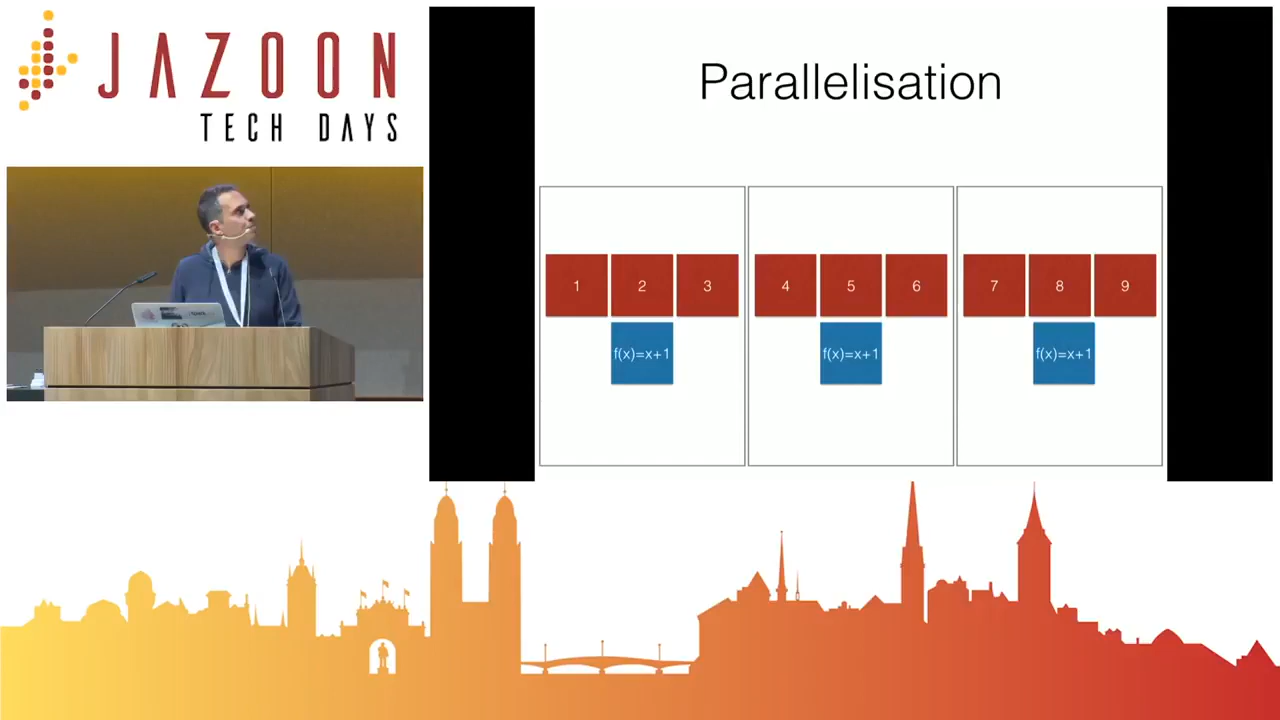 JAZOON
TECH DAYS
Parallelisation
1 2 3 4 5 6 7 8 9
f(x)=x+1 f(x)=x+1 f(x)=x+1